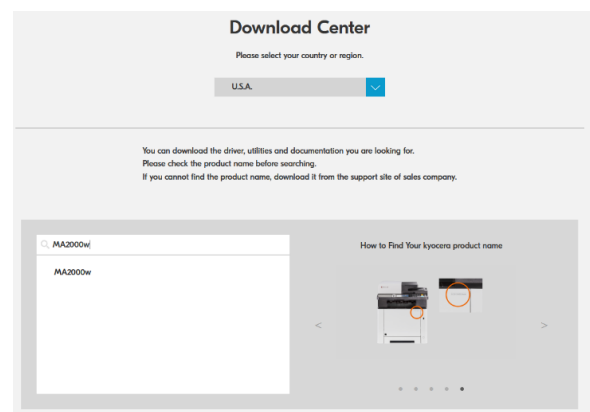 Download Center
Please select your country or region.
U.S.A.
You can download the driver, utilities and documentation you are looking for.
Please check the product name before searching.
If you cannot find the product name, download it from the support site of sales company.
MA2000w
MA2000w
How to Find Your kyocera product name
<
>